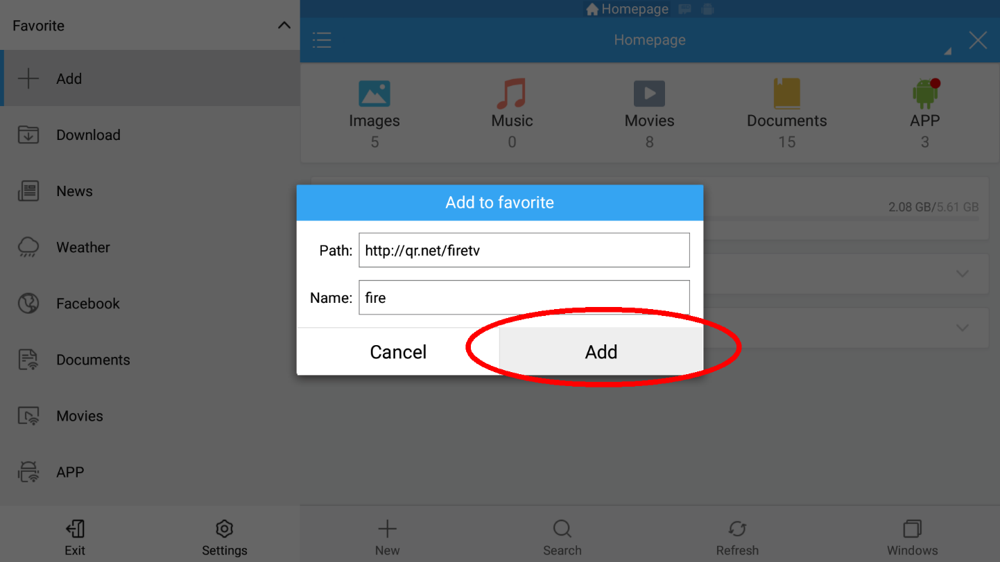 Favorite
Add
Download
News
Weather
Facebook
Documents
Movies
APP
Exit
Settings
Homepage
Homepage
Images
5
Music
0
Movies
8
Documents
15
APP
3
2.08 GB/5.61 GB
Add to favorite
Path: http://qr.net/firetv
Name: fire
Cancel
Add
New
Search
Refresh
Windows